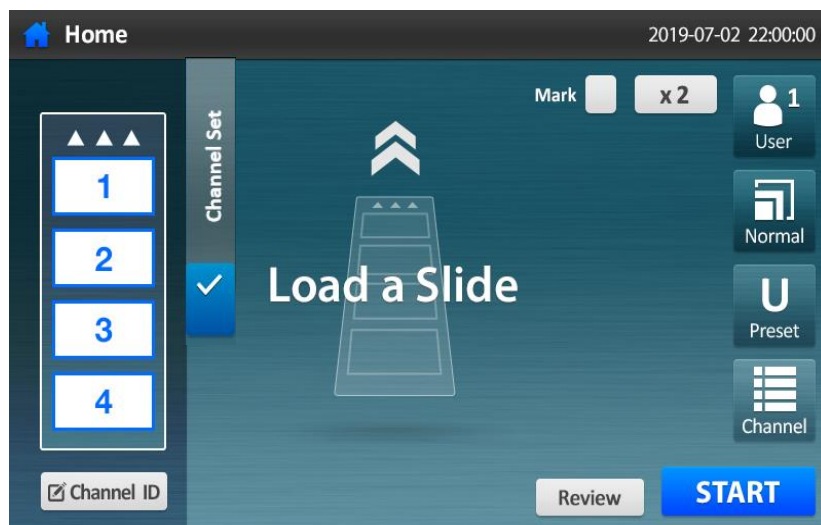 Home
2019-07-02 22:00:00
Mark
x 2
1
User
Channel Set
1
2
3
4
Normal
Load a Slide
U
Preset
Channel
Channel ID
Review
START